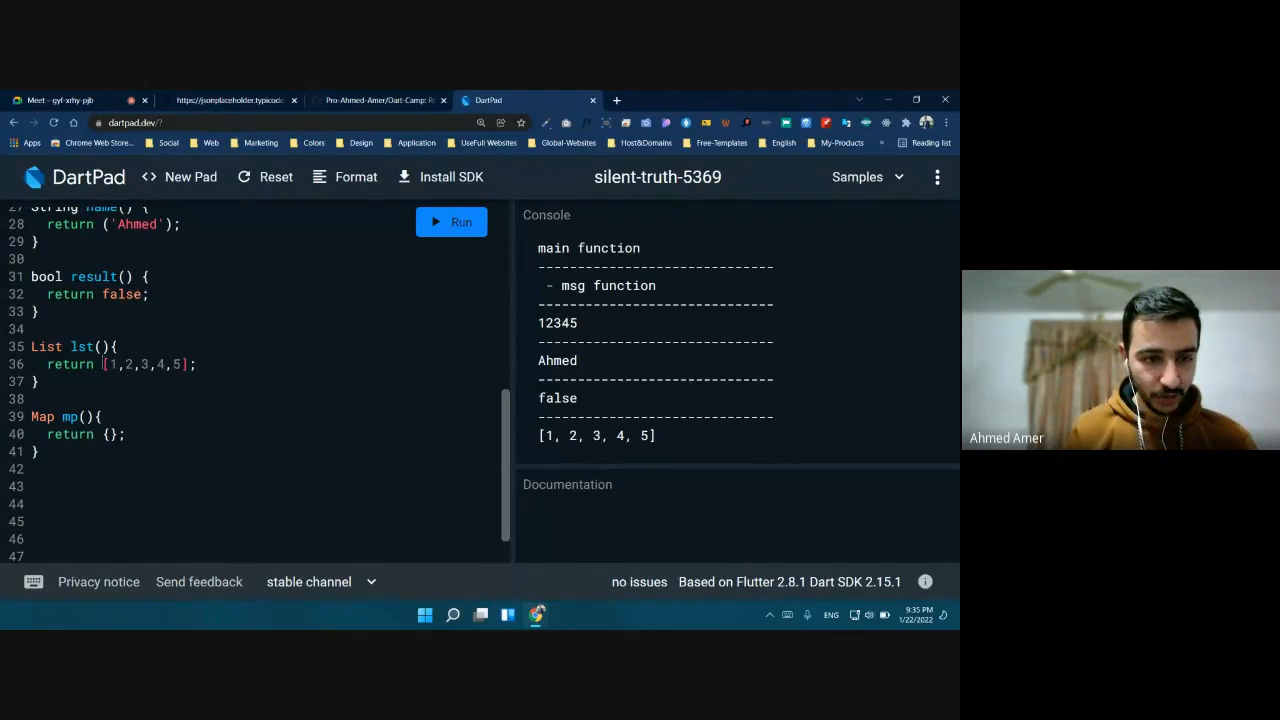 Meet - gyf-xrhy-pjb
https://jsonplaceholder.typicode.
Pro-Ahmed-Amer/Dart-Camp: R
DartPad
dartpad.dev/?
Apps
Chrome Web Store...
Social
Web
Marketing
Colors
Design
Application
UseFull Websites
Global-Websites
Host&Domains
Free-Templates
English
My-Products
»
Reading list
DartPad
<> New Pad
Reset
Format
Install SDK
silent-truth-5369
Samples
27 String name() {
28 return ('Ahmed');
29 }
30
31 bool result() {
32 return false;
33 }
34
35 List lst(){
36 return [1,2,3,4,5];
37 }
38
39 Map mp(){
40 return {};
41 }
42
43
44
45
46
47
Run
Console
main function
------------------------------
- msg function
------------------------------
12345
------------------------------
Ahmed
------------------------------
false
------------------------------
[1, 2, 3, 4, 5]
Documentation
Privacy notice
Send feedback
stable channel
no issues
Based on Flutter 2.8.1 Dart SDK 2.15.1
ENG
9:35 PM
1/22/2022
Ahmed Amer